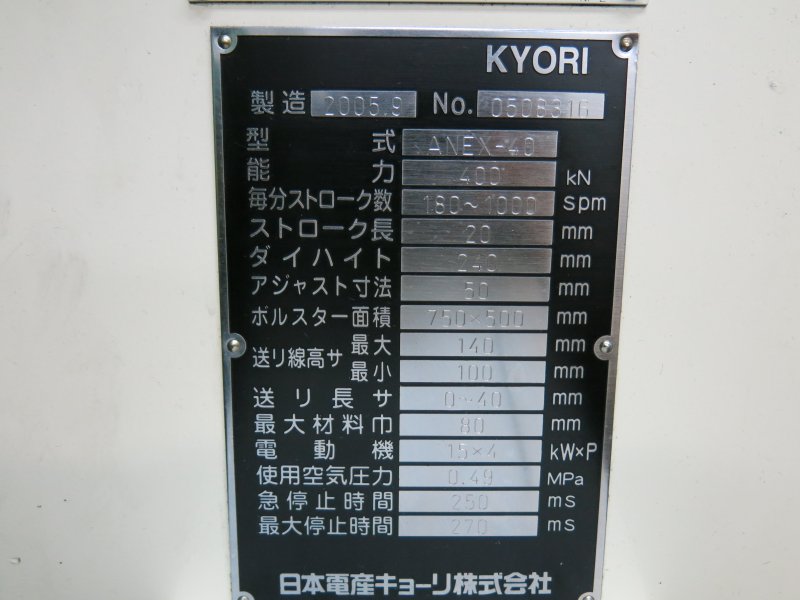 KYORI
製造 2005.9 No. 0508316
型式 ANEX-40
能力 400 kN
毎分ストローク数 180~1000 spm
ストローク長 20 mm
ダイハイト 240 mm
アジャスト寸法 50 mm
ボルスター面積 750×500 mm
送リ線高サ 最大 140 mm
最小 100 mm
送リ長サ 0~40 mm
最大材料巾 80 mm
電動機 15×4 kW×P
使用空気圧力 0.49 MPa
急停止時間 250 ms
最大停止時間 270 ms
日本電産キョーリ株式会社